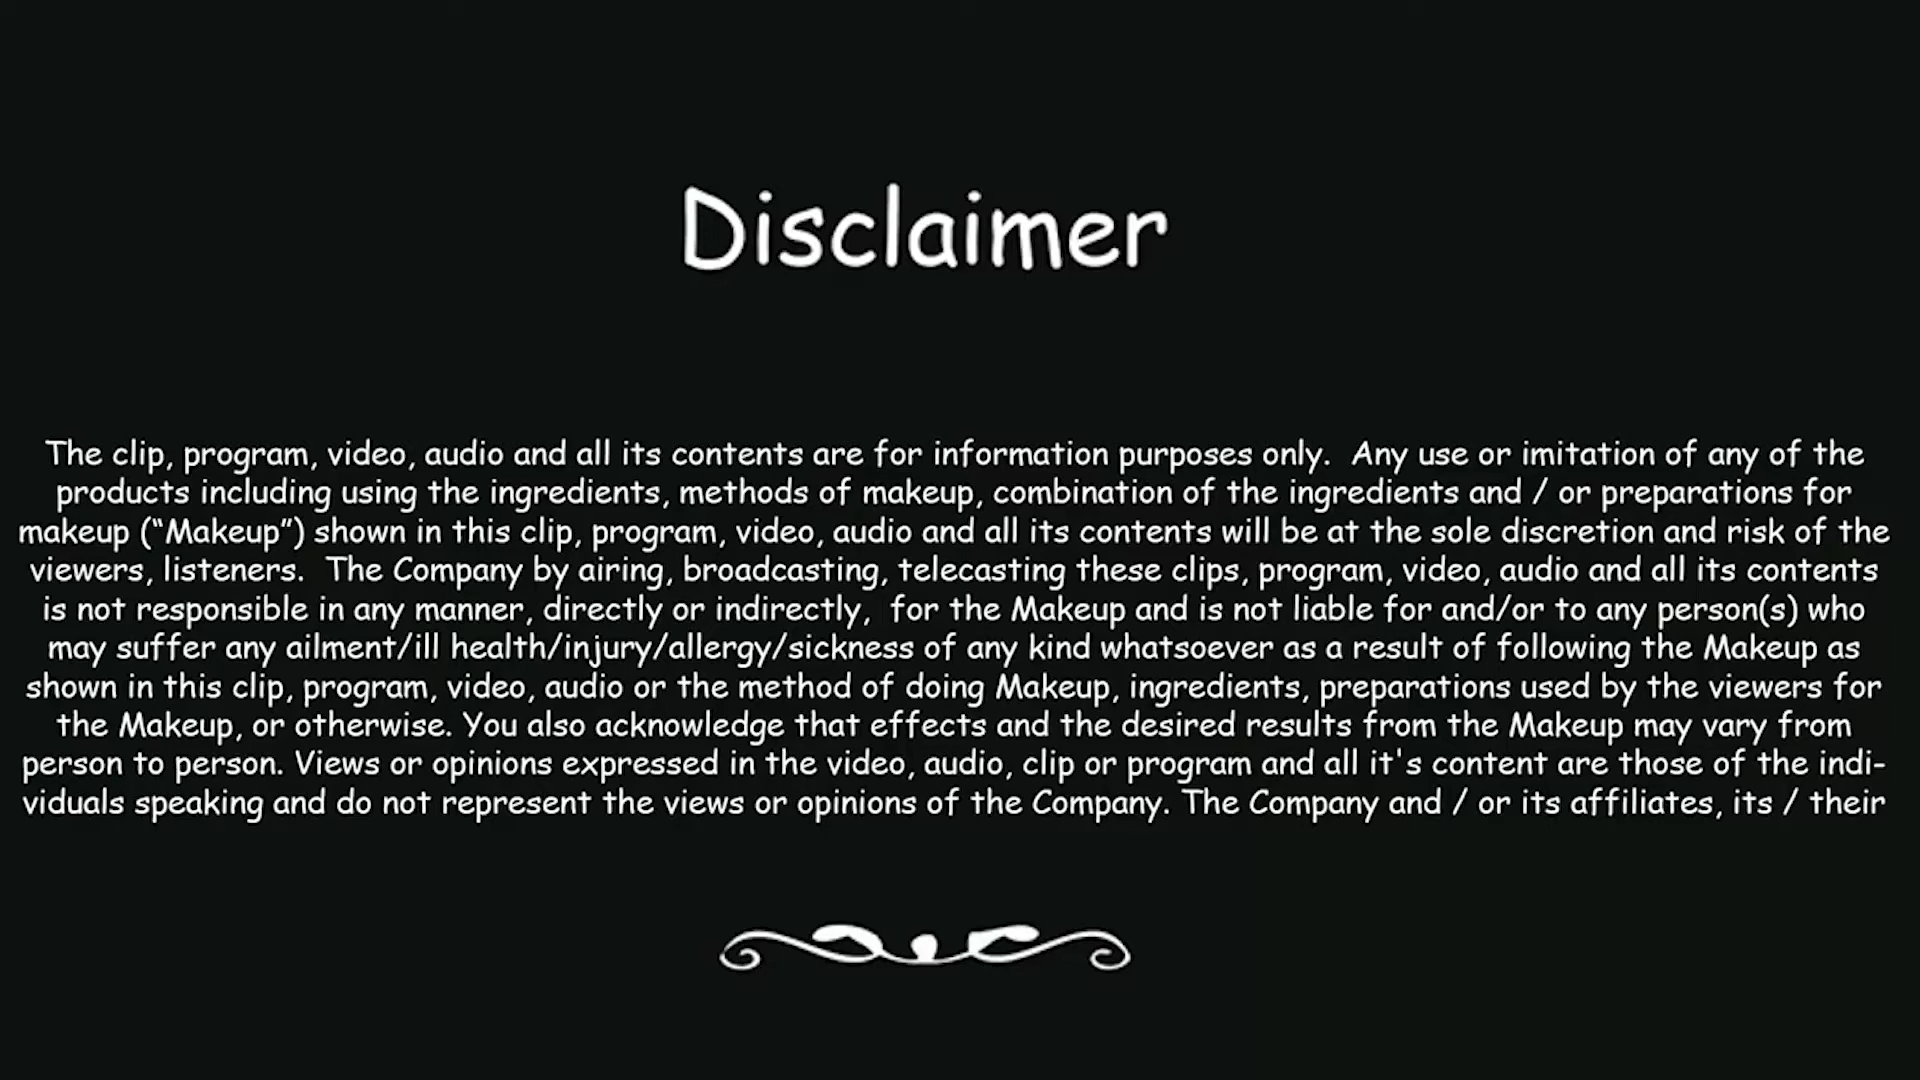 Disclaimer
The clip, program, video, audio and all its contents are for information purposes only.  Any use or imitation of any of the
products including using the ingredients, methods of makeup, combination of the ingredients and / or preparations for
makeup (“Makeup”) shown in this clip, program, video, audio and all its contents will be at the sole discretion and risk of the
viewers, listeners.  The Company by airing, broadcasting, telecasting these clips, program, video, audio and all its contents
is not responsible in any manner, directly or indirectly,  for the Makeup and is not liable for and/or to any person(s) who
may suffer any ailment/ill health/injury/allergy/sickness of any kind whatsoever as a result of following the Makeup as
shown in this clip, program, video, audio or the method of doing Makeup, ingredients, preparations used by the viewers for
the Makeup, or otherwise. You also acknowledge that effects and the desired results from the Makeup may vary from
person to person. Views or opinions expressed in the video, audio, clip or program and all it's content are those of the indi-
viduals speaking and do not represent the views or opinions of the Company. The Company and / or its affiliates, its / their